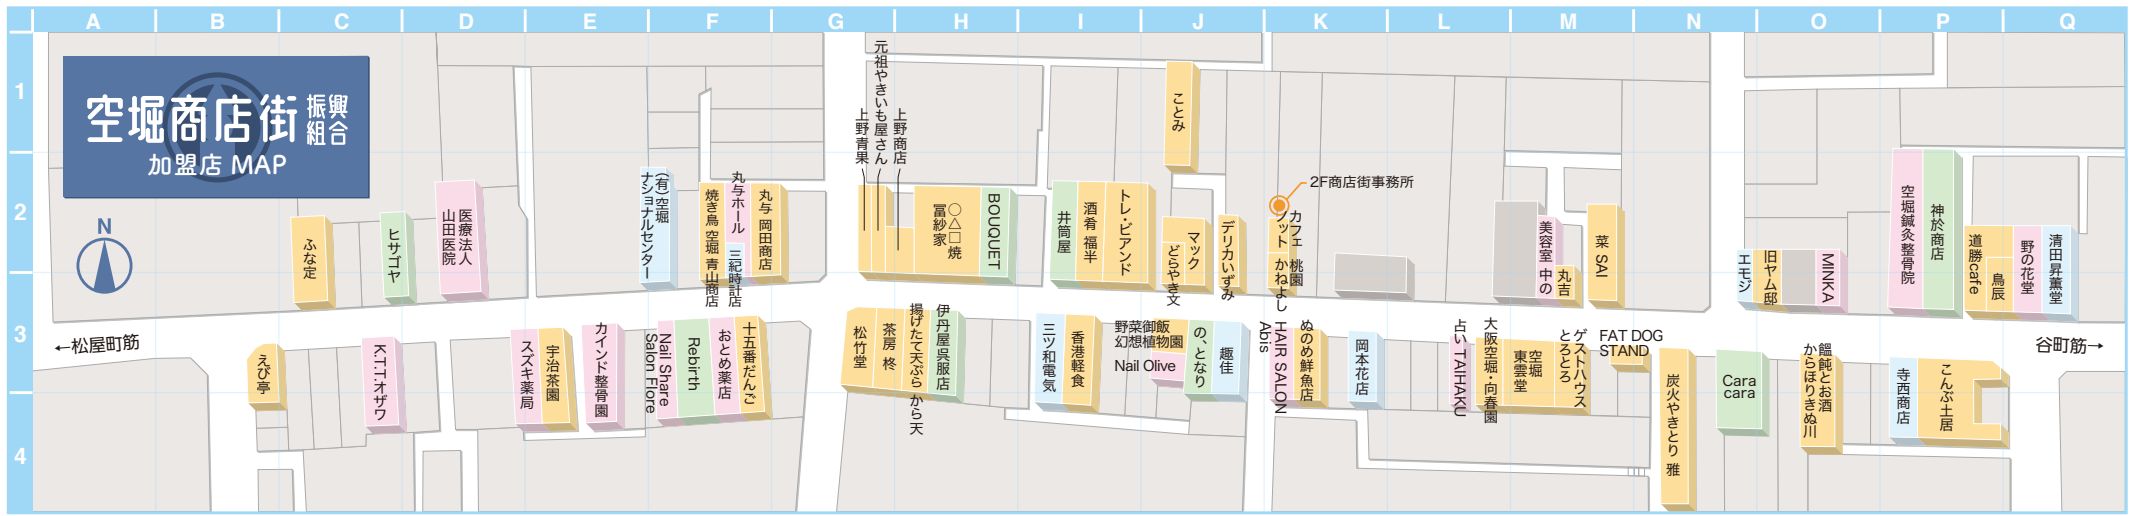 A B C D E F G H I J K L M N O P Q
1
2
3
4
空堀商店街 振興組合
加盟店 MAP
N
←松屋町筋
谷町筋→
2F商店街事務所
元祖やきいも屋さん
上野青果
上野商店
ことみ
ふな定
ヒサゴヤ
医療法人
山田医院
(有)空堀
ナショナルセンター
焼き鳥 空堀 青山商店
丸与ホール
三紀時計店
丸与 岡田商店
○△□焼
冨紗家
BOUQUET
井筒屋
酒肴 福半
トレ・ビアンド
マック
どらやき文
デリカいずみ
カフェ 桃園
フット かねよし
美容室 中の
丸吉
菜 SAI
エモジ
旧ヤム邸
MINKA
空堀鍼灸整骨院
神於商店
道勝cafe
鳥辰
野の花堂
清田昇薫堂
えび亭
K.T.T.オザワ
スズキ薬局
宇治茶園
カインド整骨園
Nail Share
Salon Flore
Rebirth
おとめ薬店
十五番だんご
松竹堂
茶房 柊
揚げたて天ぷら から天
伊丹屋呉服店
三ツ和電気
香港軽食
野菜御飯
幻想植物園
Nail Olive
の、となり
趣佳
HAIR SALON
Abis
ぬのめ鮮魚店
岡本花店
占い TAIHAKU
大阪空堀・向春園
空堀
東雲堂
ゲストハウス
とろとろ
FAT DOG
STAND
炭火やきとり 雅
Cara
cara
饂飩とお酒
からほりきぬ川
寺西商店
こんぶ土居